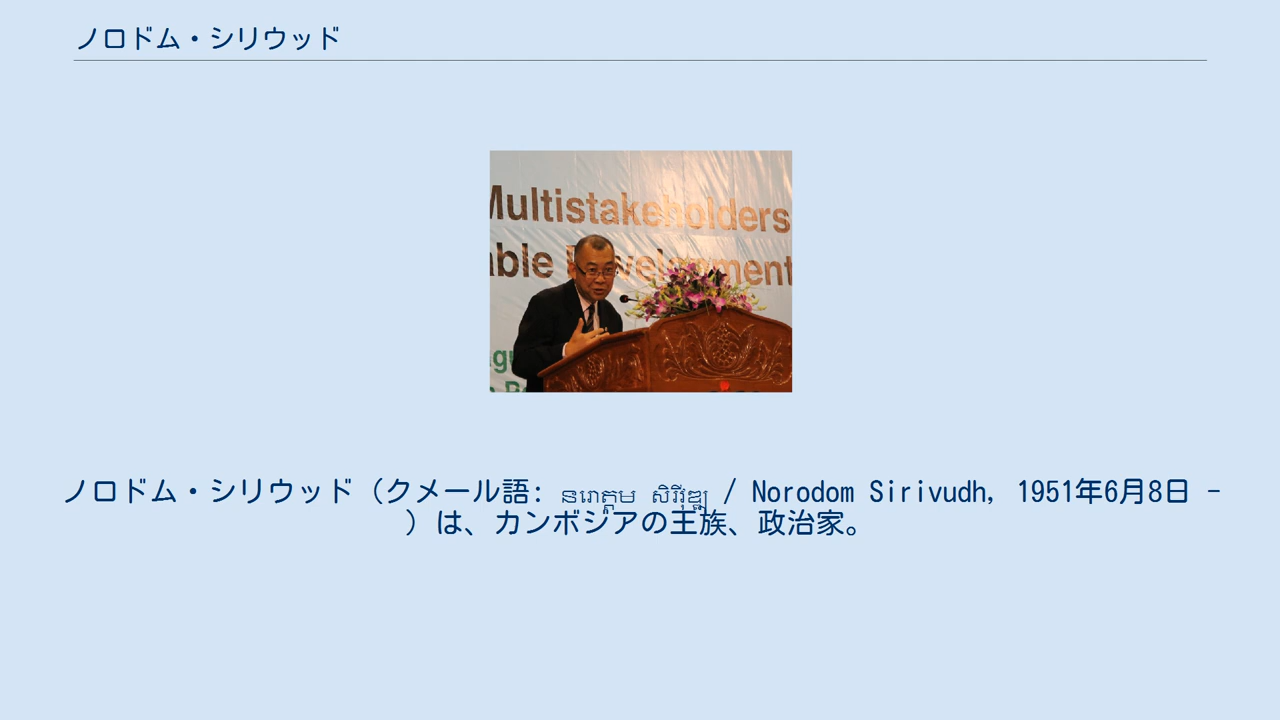 ノロドム・シリウッド
Multistakeholders
able Development
ノロドム・シリウッド（クメール語: នរោត្តម សិរីវុឌ្ឍ / Norodom Sirivudh, 1951年6月8日 -
）は、カンボジアの王族、政治家。